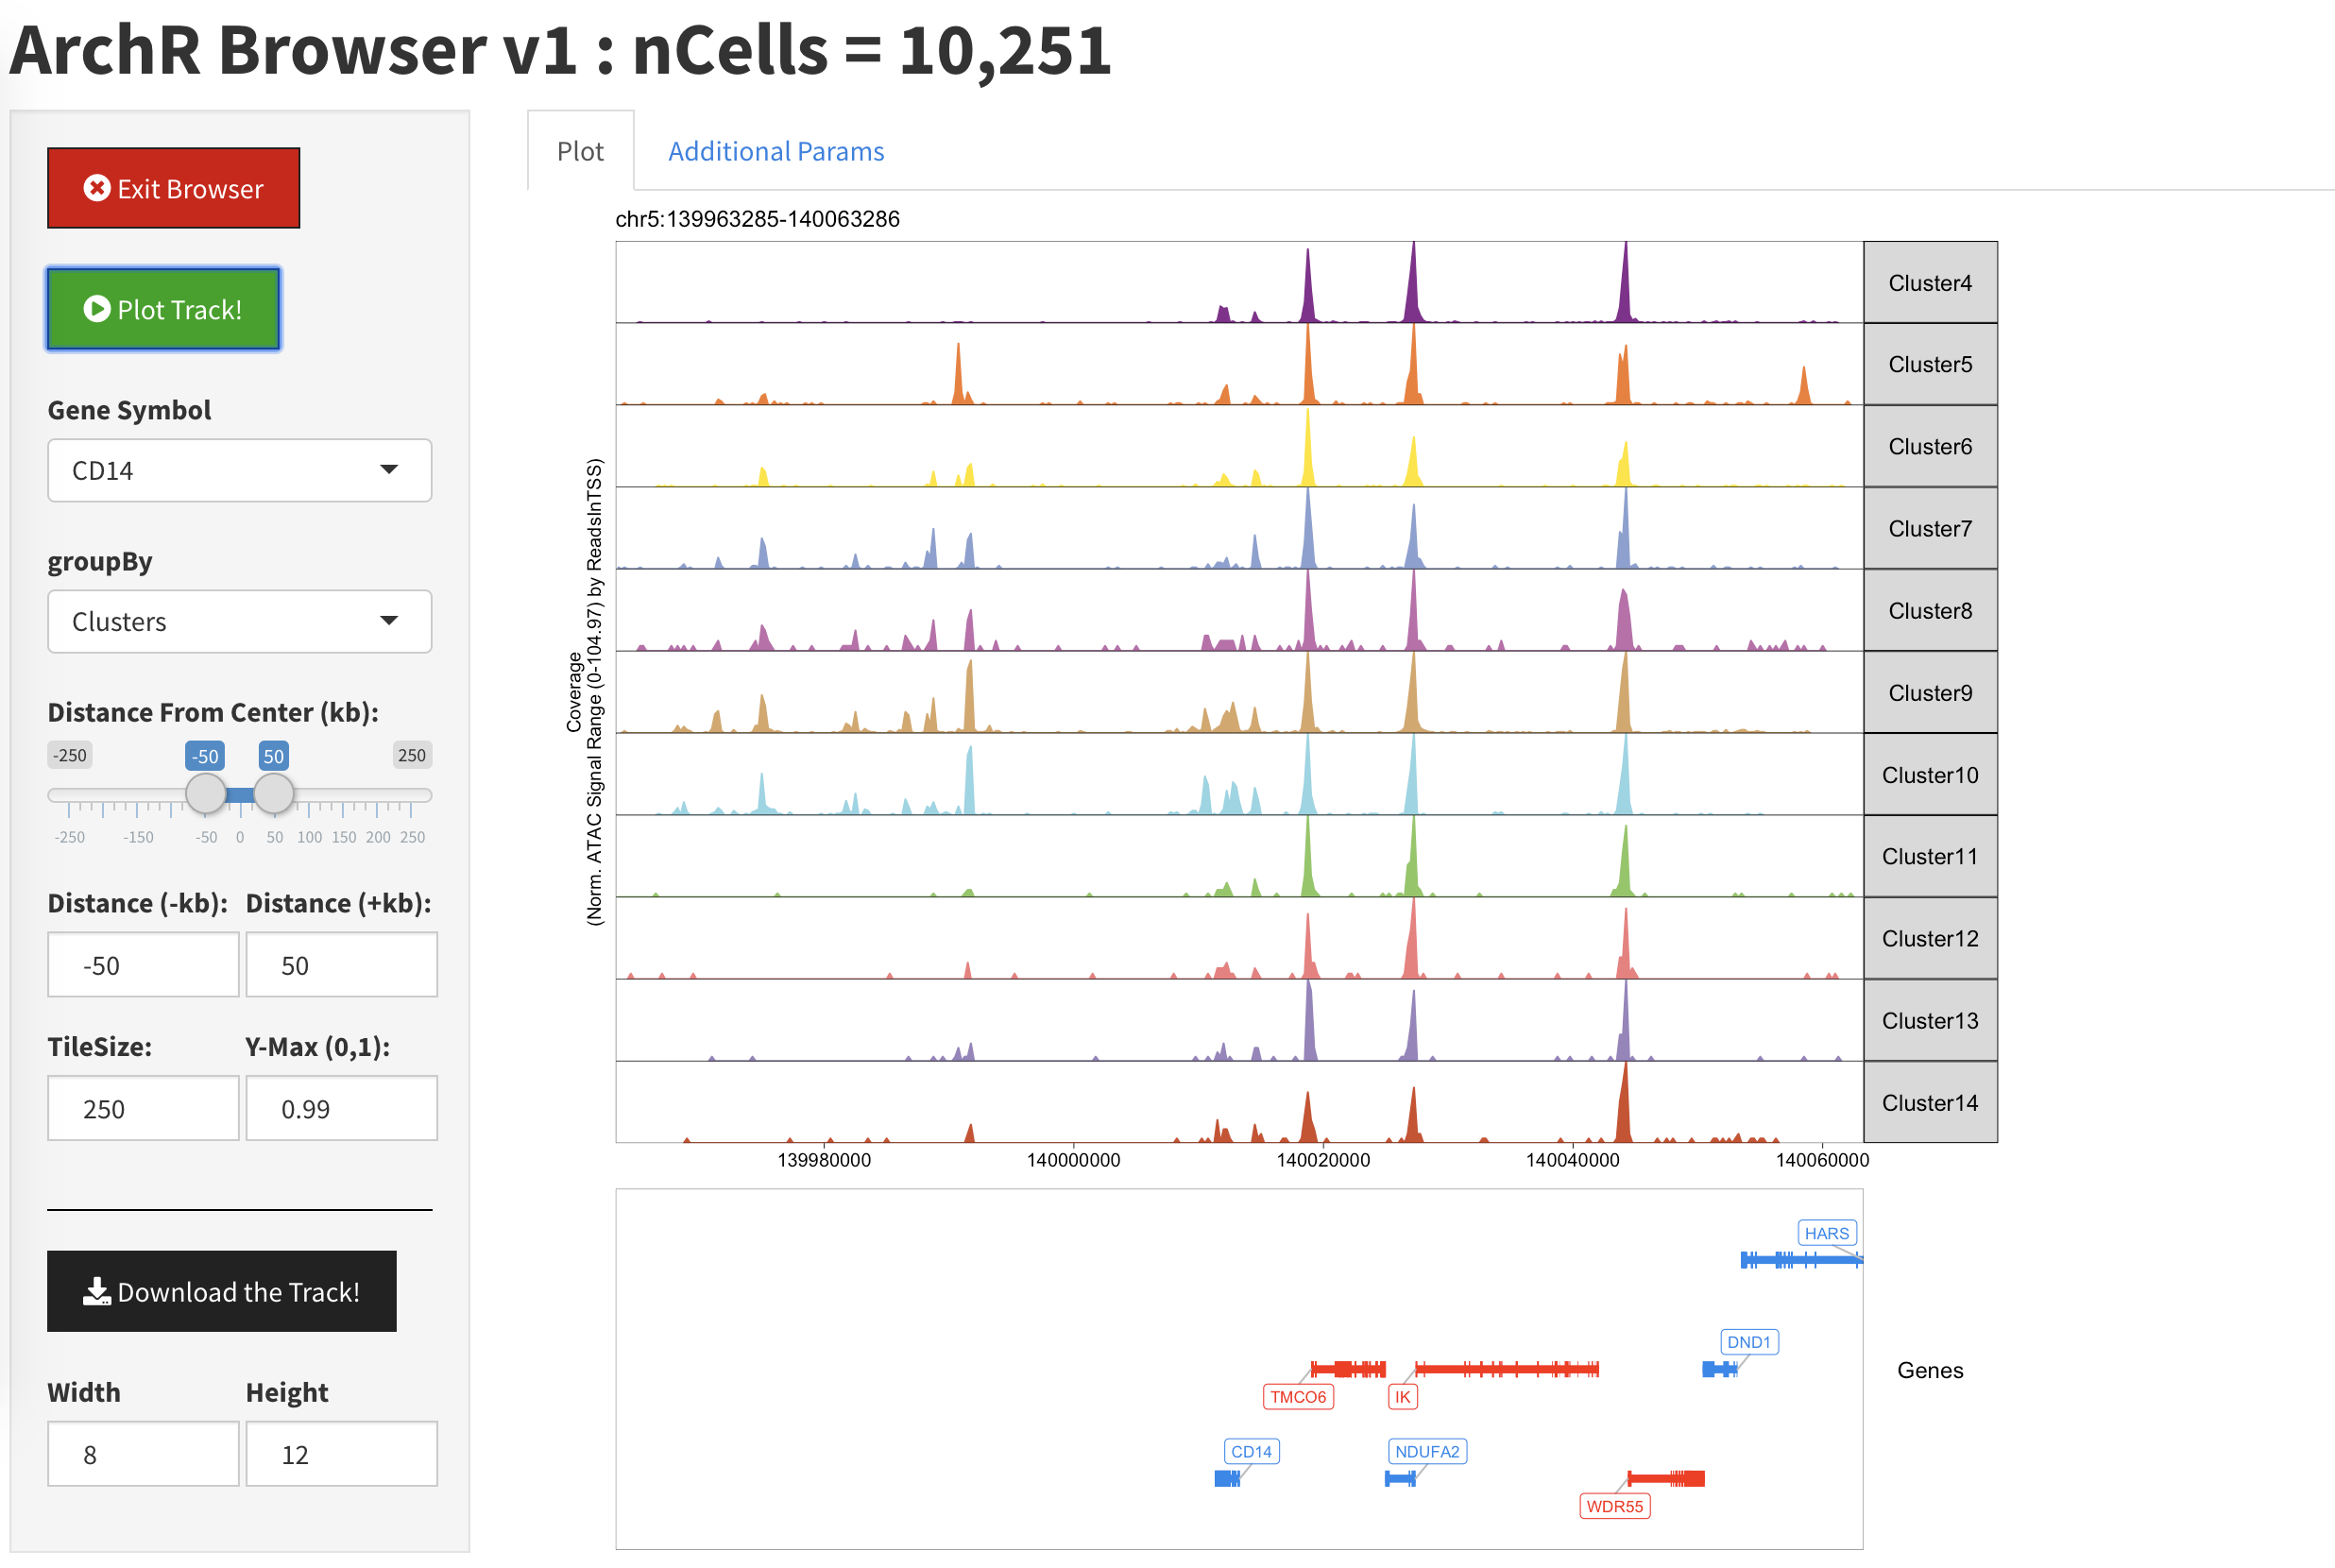 ArchR Browser v1 : nCells = 10,251
Exit Browser
Plot Track!
Gene Symbol
CD14
groupBy
Clusters
Distance From Center (kb):
-250 -50 50 250
-250 -150 -50 0 50 100 150 200 250
Distance (-kb): Distance (+kb):
-50 50
TileSize: Y-Max (0,1):
250 0.99
Download the Track!
Width Height
8 12
Plot Additional Params
chr5:139963285-140063286
Coverage
(Norm. ATAC Signal Range (0-104.97) by ReadsInTSS)
Cluster4
Cluster5
Cluster6
Cluster7
Cluster8
Cluster9
Cluster10
Cluster11
Cluster12
Cluster13
Cluster14
139980000 140000000 140020000 140040000 140060000
HARS
DND1
Genes
TMCO6 IK
CD14 NDUFA2
WDR55